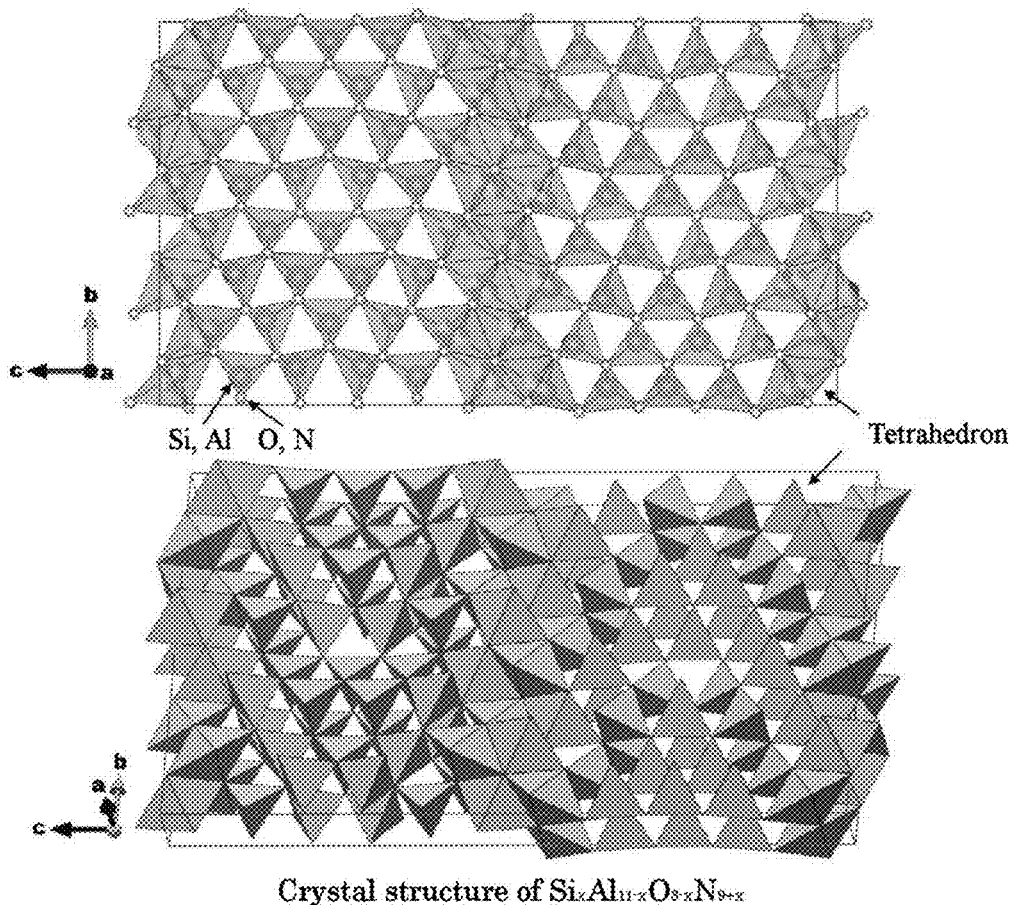 b
c a
Si, Al O, N
Tetrahedron
b
a
c
Crystal structure of SiₓAl₁₁₋ₓO₈₋ₓN₉₊ₓ